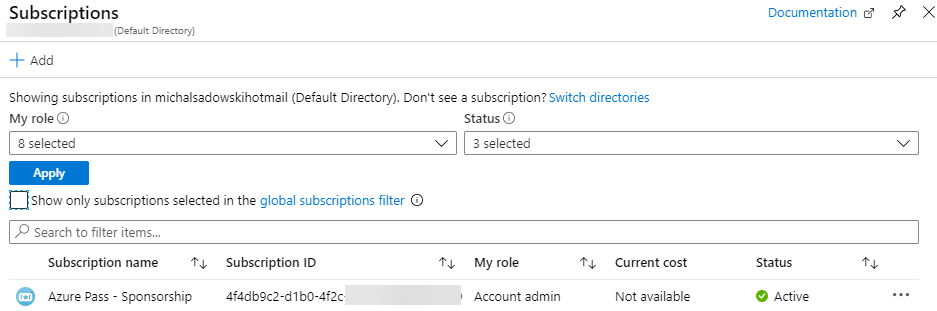 Subscriptions
Documentation
(Default Directory)
Add
Showing subscriptions in michalsadowskihotmail (Default Directory). Don't see a subscription? Switch directories
My role Status
8 selected 3 selected
Apply
Show only subscriptions selected in the global subscriptions filter
Search to filter items...
Subscription name Subscription ID My role Current cost Status
Azure Pass - Sponsorship 4f4db9c2-d1b0-4f2c- Account admin Not available Active